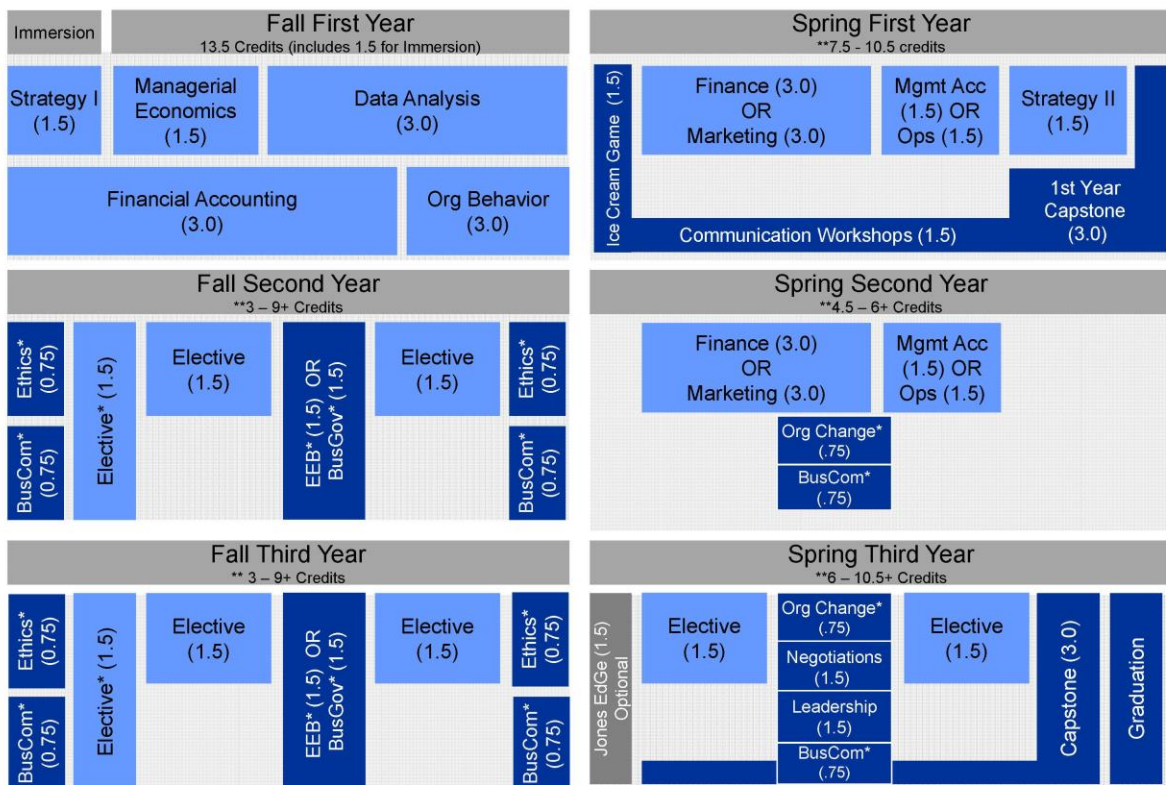 Immersion
Fall First Year
13.5 Credits (includes 1.5 for Immersion)
Strategy I
(1.5)
Managerial
Economics
(1.5)
Data Analysis
(3.0)
Financial Accounting
(3.0)
Org Behavior
(3.0)
Spring First Year
**7.5 - 10.5 credits
Ice Cream Game (1.5)
Finance (3.0)
OR
Marketing (3.0)
Mgmt Acc
(1.5) OR
Ops (1.5)
Strategy II
(1.5)
1st Year
Capstone
(3.0)
Communication Workshops (1.5)
Fall Second Year
**3 – 9+ Credits
Ethics*
(0.75)
BusCom*
(0.75)
Elective* (1.5)
Elective
(1.5)
EEB* (1.5) OR
BusGov* (1.5)
Elective
(1.5)
Ethics*
(0.75)
BusCom*
(0.75)
Spring Second Year
**4.5 – 6+ Credits
Finance (3.0)
OR
Marketing (3.0)
Mgmt Acc
(1.5) OR
Ops (1.5)
Org Change*
(.75)
BusCom*
(.75)
Fall Third Year
** 3 – 9+ Credits
Ethics*
(0.75)
BusCom*
(0.75)
Elective* (1.5)
Elective
(1.5)
EEB* (1.5) OR
BusGov* (1.5)
Elective
(1.5)
Ethics*
(0.75)
BusCom*
(0.75)
Spring Third Year
**6 – 10.5+ Credits
Jones EdGe (1.5)
Optional
Elective
(1.5)
Org Change*
(.75)
Negotiations
(1.5)
Leadership
(1.5)
BusCom*
(.75)
Elective
(1.5)
Capstone (3.0)
Graduation